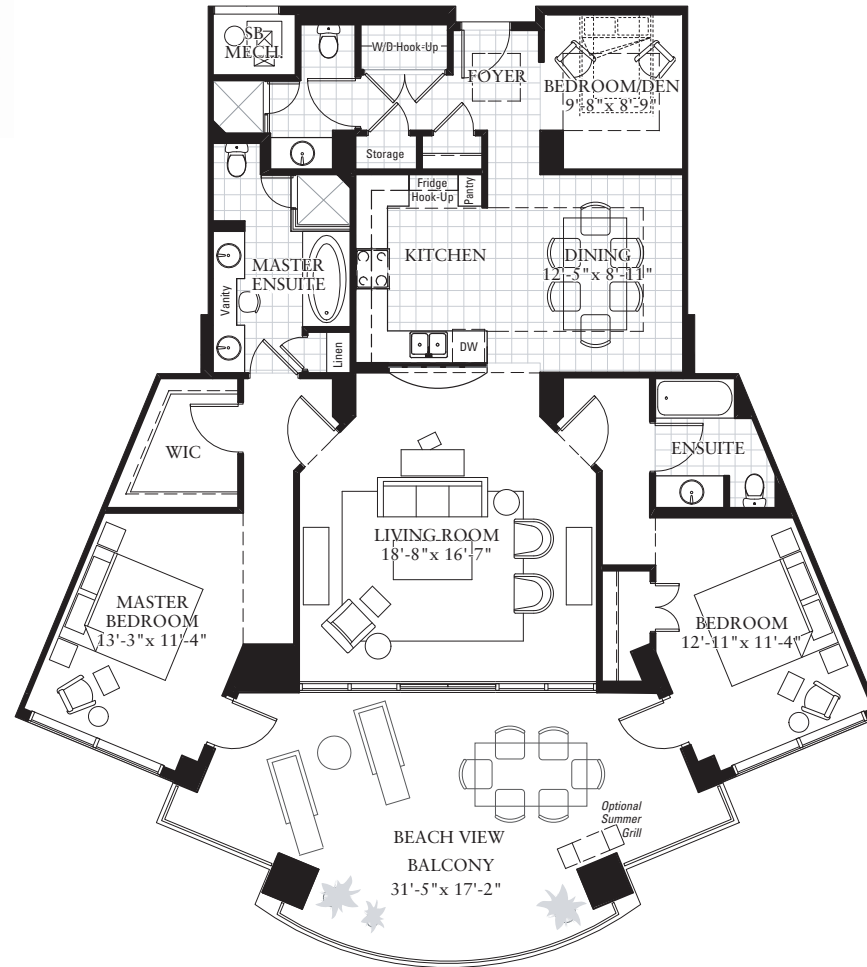 SB
MECH.
W/D Hook-Up
FOYER
BEDROOM/DEN
9'-8"x 8'-9"
Storage
Fridge
Hook-Up
Pantry
KITCHEN
DINING
12'-5"x 8'-11"
MASTER
ENSUITE
Vanity
Linen
DW
WIC
ENSUITE
LIVING ROOM
18'-8"x 16'-7"
MASTER
BEDROOM
13'-3"x 11'-4"
BEDROOM
12'-11"x 11'-4"
Optional
Summer
Grill
BEACH VIEW
BALCONY
31'-5"x 17'-2"